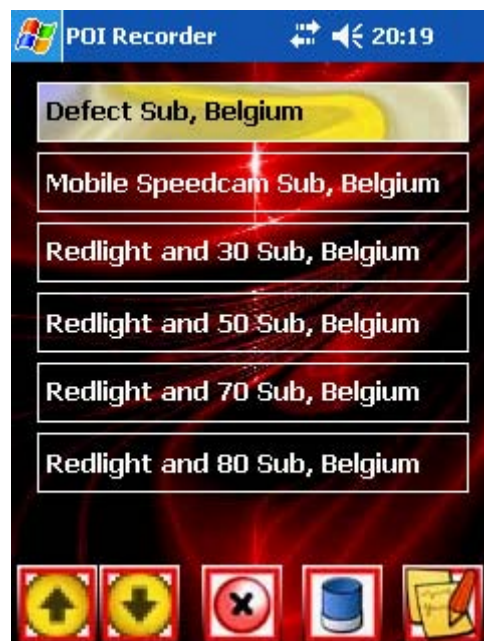 POI Recorder 20:19
Defect Sub, Belgium
Mobile Speedcam Sub, Belgium
Redlight and 30 Sub, Belgium
Redlight and 50 Sub, Belgium
Redlight and 70 Sub, Belgium
Redlight and 80 Sub, Belgium